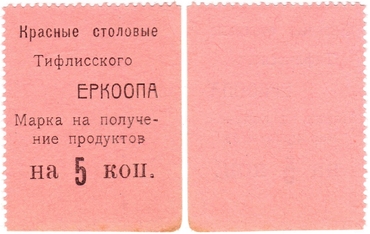 Красные столовые
Тифлисского
ЕРКООПА
Марка на получе-
ние продуктов
на 5 коп.